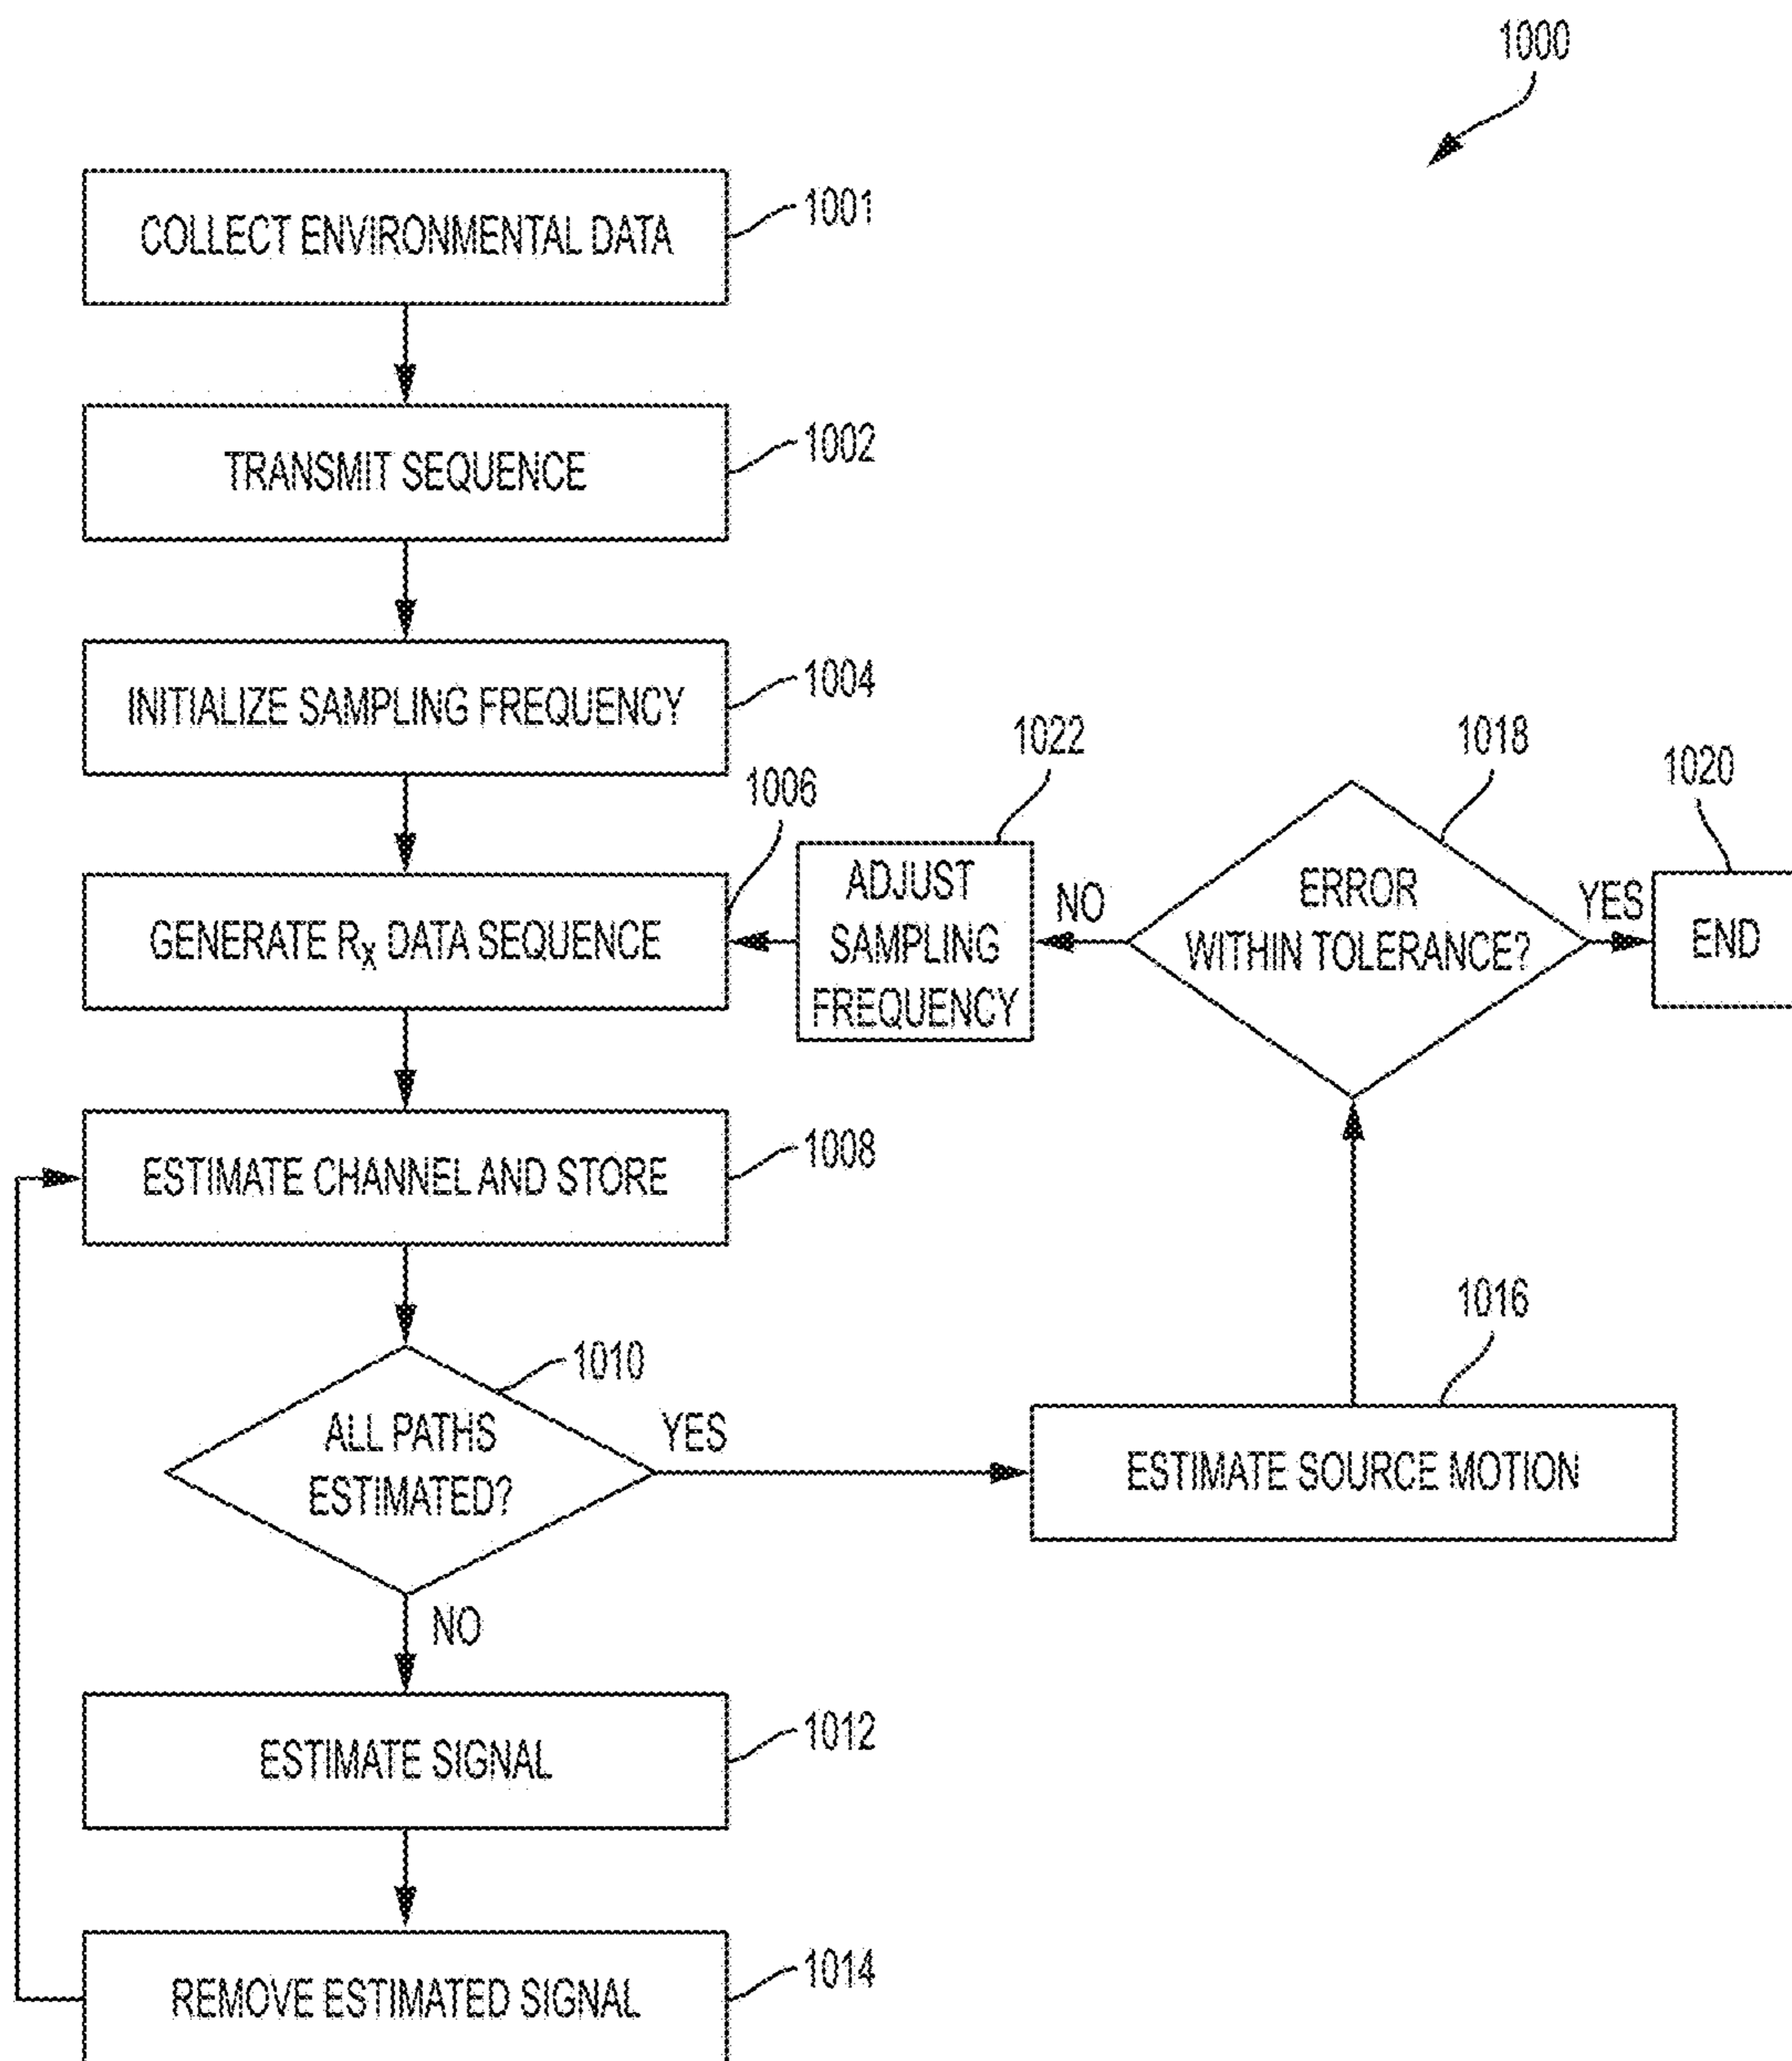 1000
COLLECT ENVIRONMENTAL DATA
1001
TRANSMIT SEQUENCE
1002
INITIALIZE SAMPLING FREQUENCY
1004
GENERATE RX DATA SEQUENCE
1006
ADJUST
SAMPLING
FREQUENCY
1022
NO
ERROR
WITHIN TOLERANCE?
1018
YES
END
1020
ESTIMATE CHANNEL AND STORE
1008
ALL PATHS
ESTIMATED?
1010
YES
ESTIMATE SOURCE MOTION
1016
NO
ESTIMATE SIGNAL
1012
REMOVE ESTIMATED SIGNAL
1014